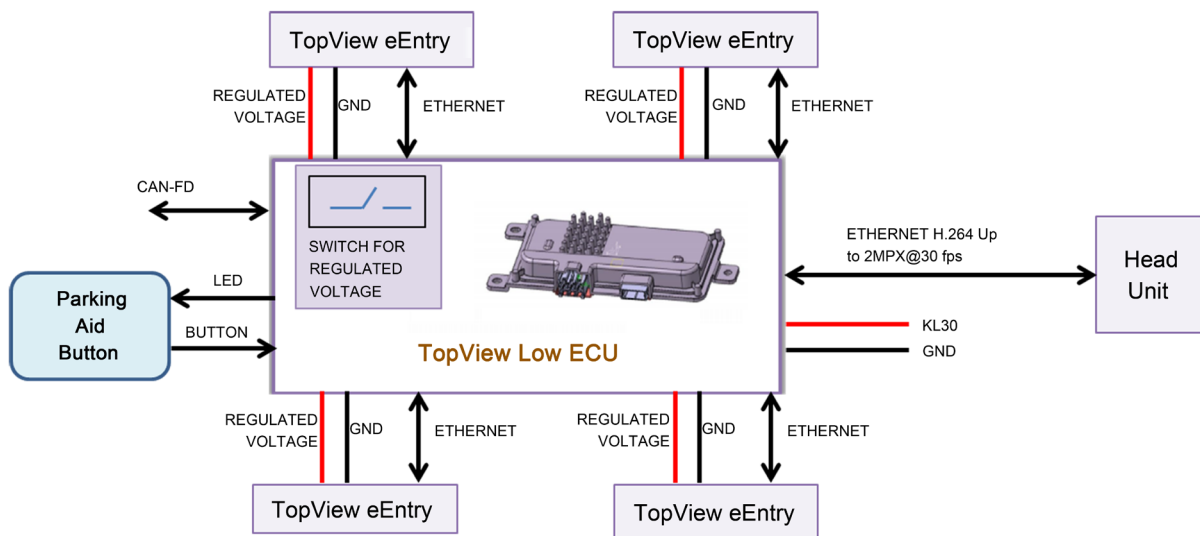 TopView eEntry
TopView eEntry
REGULATED
VOLTAGE
GND
ETHERNET
REGULATED
VOLTAGE
GND
ETHERNET
CAN-FD
SWITCH FOR
REGULATED
VOLTAGE
LED
Parking
Aid
Button
BUTTON
TopView Low ECU
ETHERNET H.264 Up
to 2MPX@30 fps
Head
Unit
KL30
GND
REGULATED
VOLTAGE
GND
ETHERNET
REGULATED
VOLTAGE
GND
ETHERNET
TopView eEntry
TopView eEntry